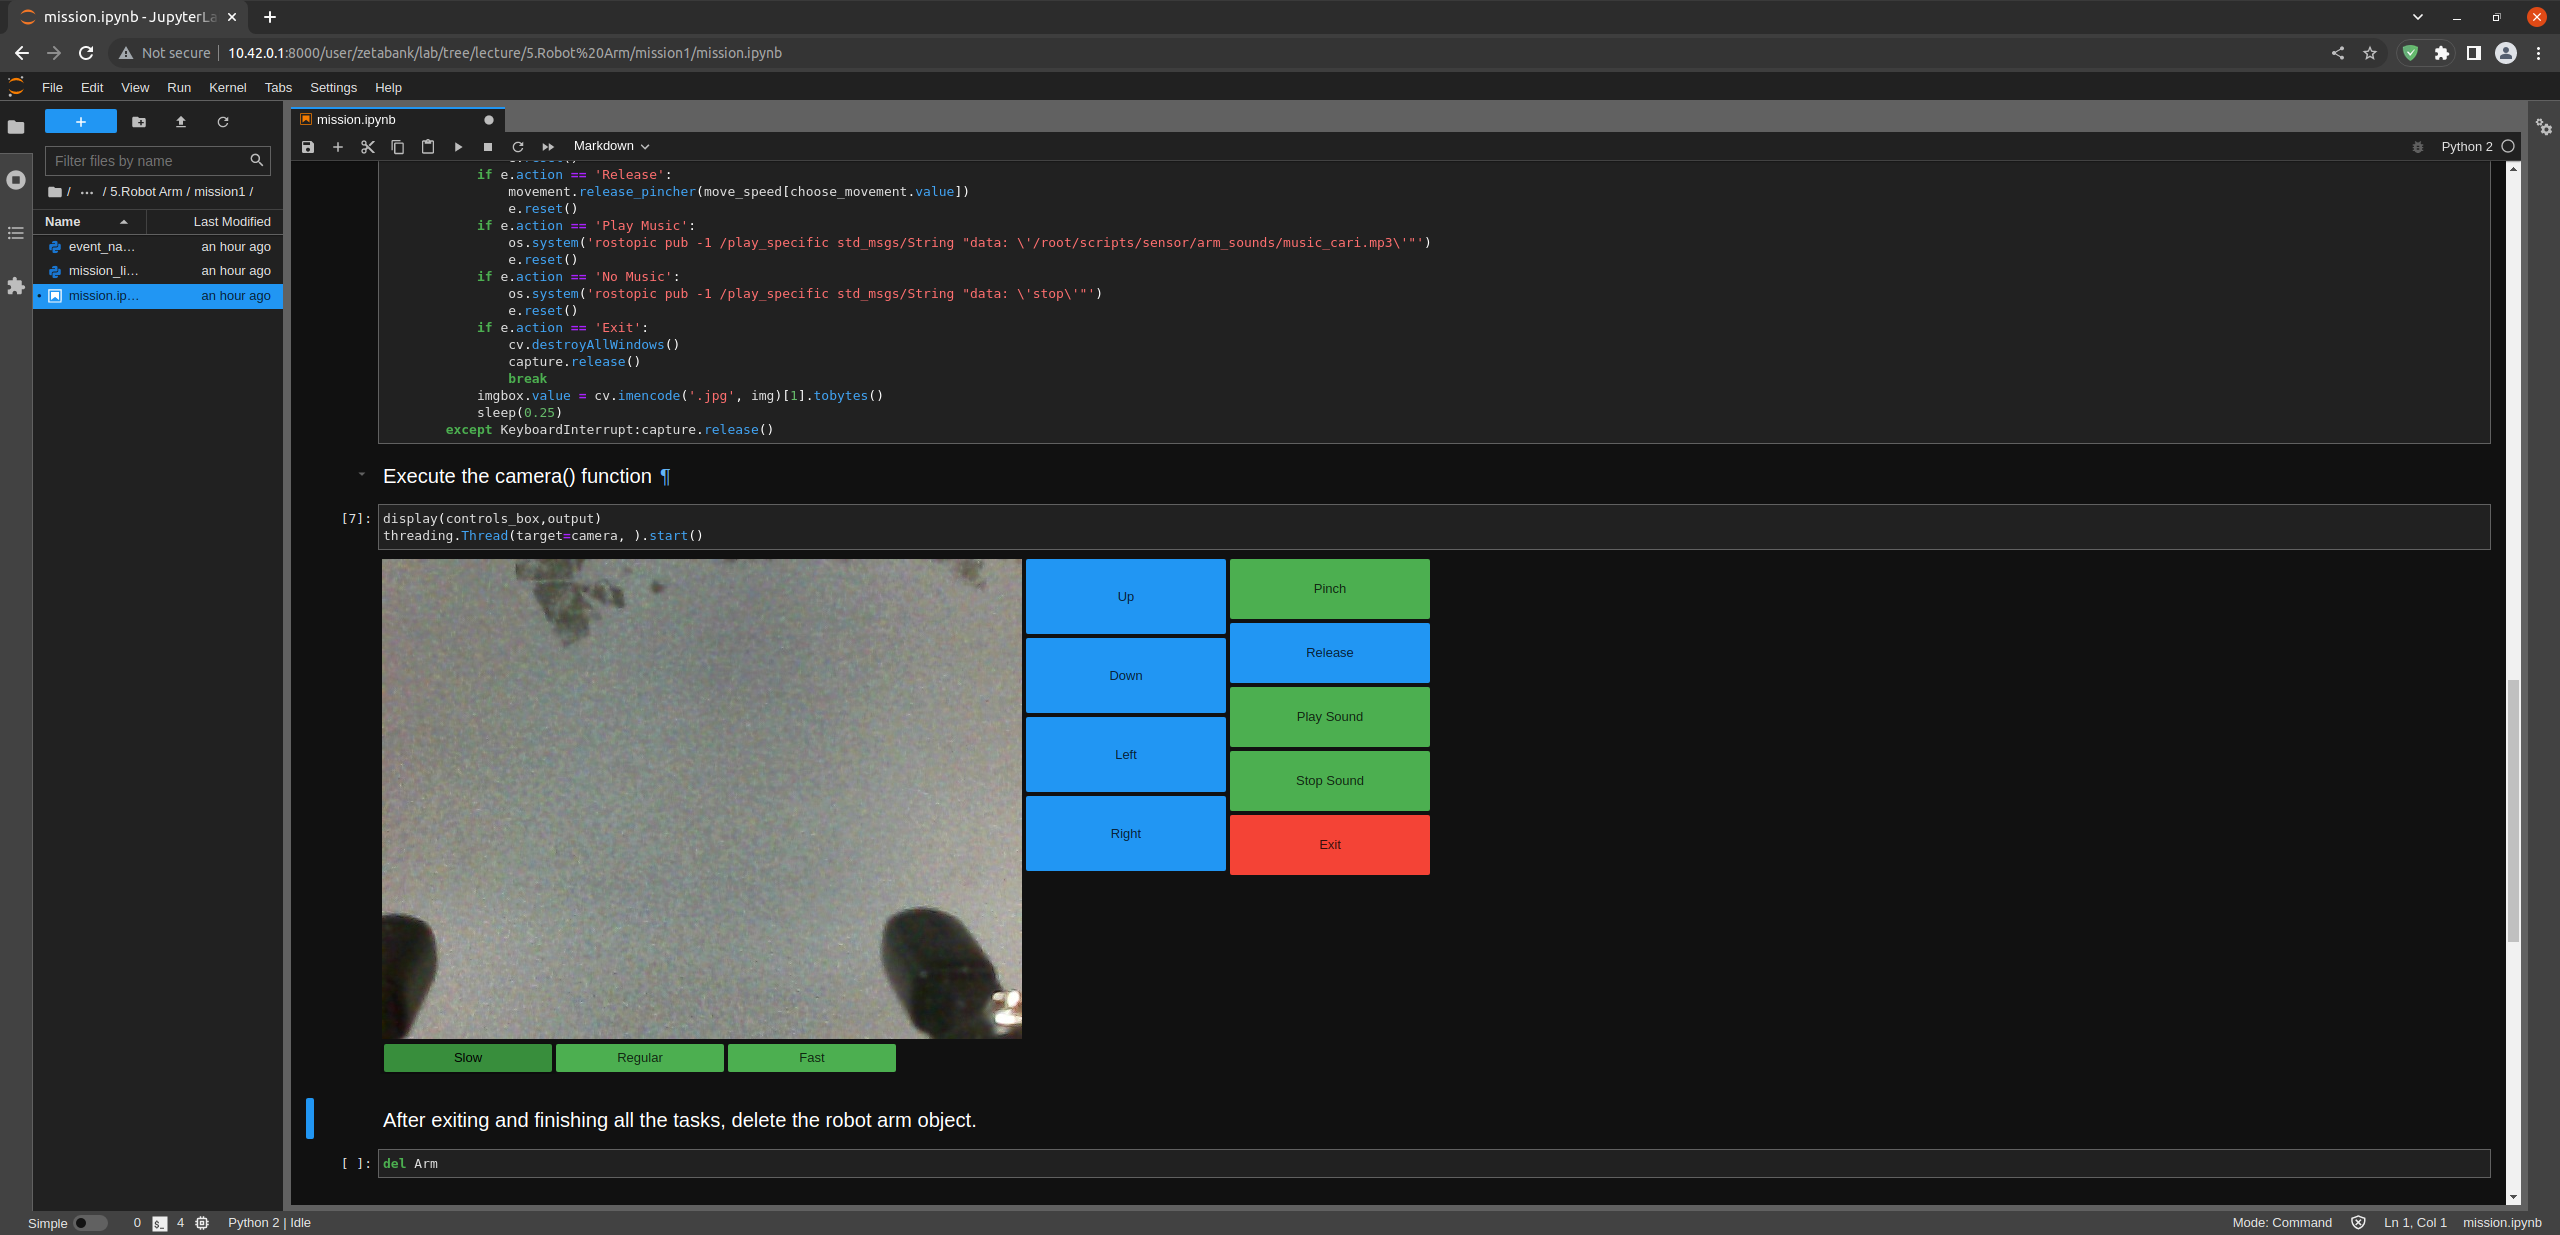 mission.ipynb - JupyterLa
Not secure | 10.42.0.1:8000/user/zetabank/lab/tree/lecture/5.Robot%20Arm/mission1/mission.ipynb
File Edit View Run Kernel Tabs Settings Help
mission.ipynb
Filter files by name
Markdown
Python 2
/ ··· / 5.Robot Arm / mission1 /
Name Last Modified
event_na… an hour ago
mission_li… an hour ago
mission.ip… an hour ago
if e.action == 'Release':
movement.release_pincher(move_speed[choose_movement.value])
e.reset()
if e.action == 'Play Music':
os.system('rostopic pub -1 /play_specific std_msgs/String "data: \'/root/scripts/sensor/arm_sounds/music_cari.mp3\'"')
e.reset()
if e.action == 'No Music':
os.system('rostopic pub -1 /play_specific std_msgs/String "data: \'stop\'"')
e.reset()
if e.action == 'Exit':
cv.destroyAllWindows()
capture.release()
break
imgbox.value = cv.imencode('.jpg', img)[1].tobytes()
sleep(0.25)
except KeyboardInterrupt:capture.release()
Execute the camera() function ¶
[7]: display(controls_box,output)
threading.Thread(target=camera, ).start()
Up
Down
Left
Right
Pinch
Release
Play Sound
Stop Sound
Exit
Slow Regular Fast
After exiting and finishing all the tasks, delete the robot arm object.
[ ]: del Arm
Simple 0 $_ 4 Python 2 | Idle Mode: Command Ln 1, Col 1 mission.ipynb